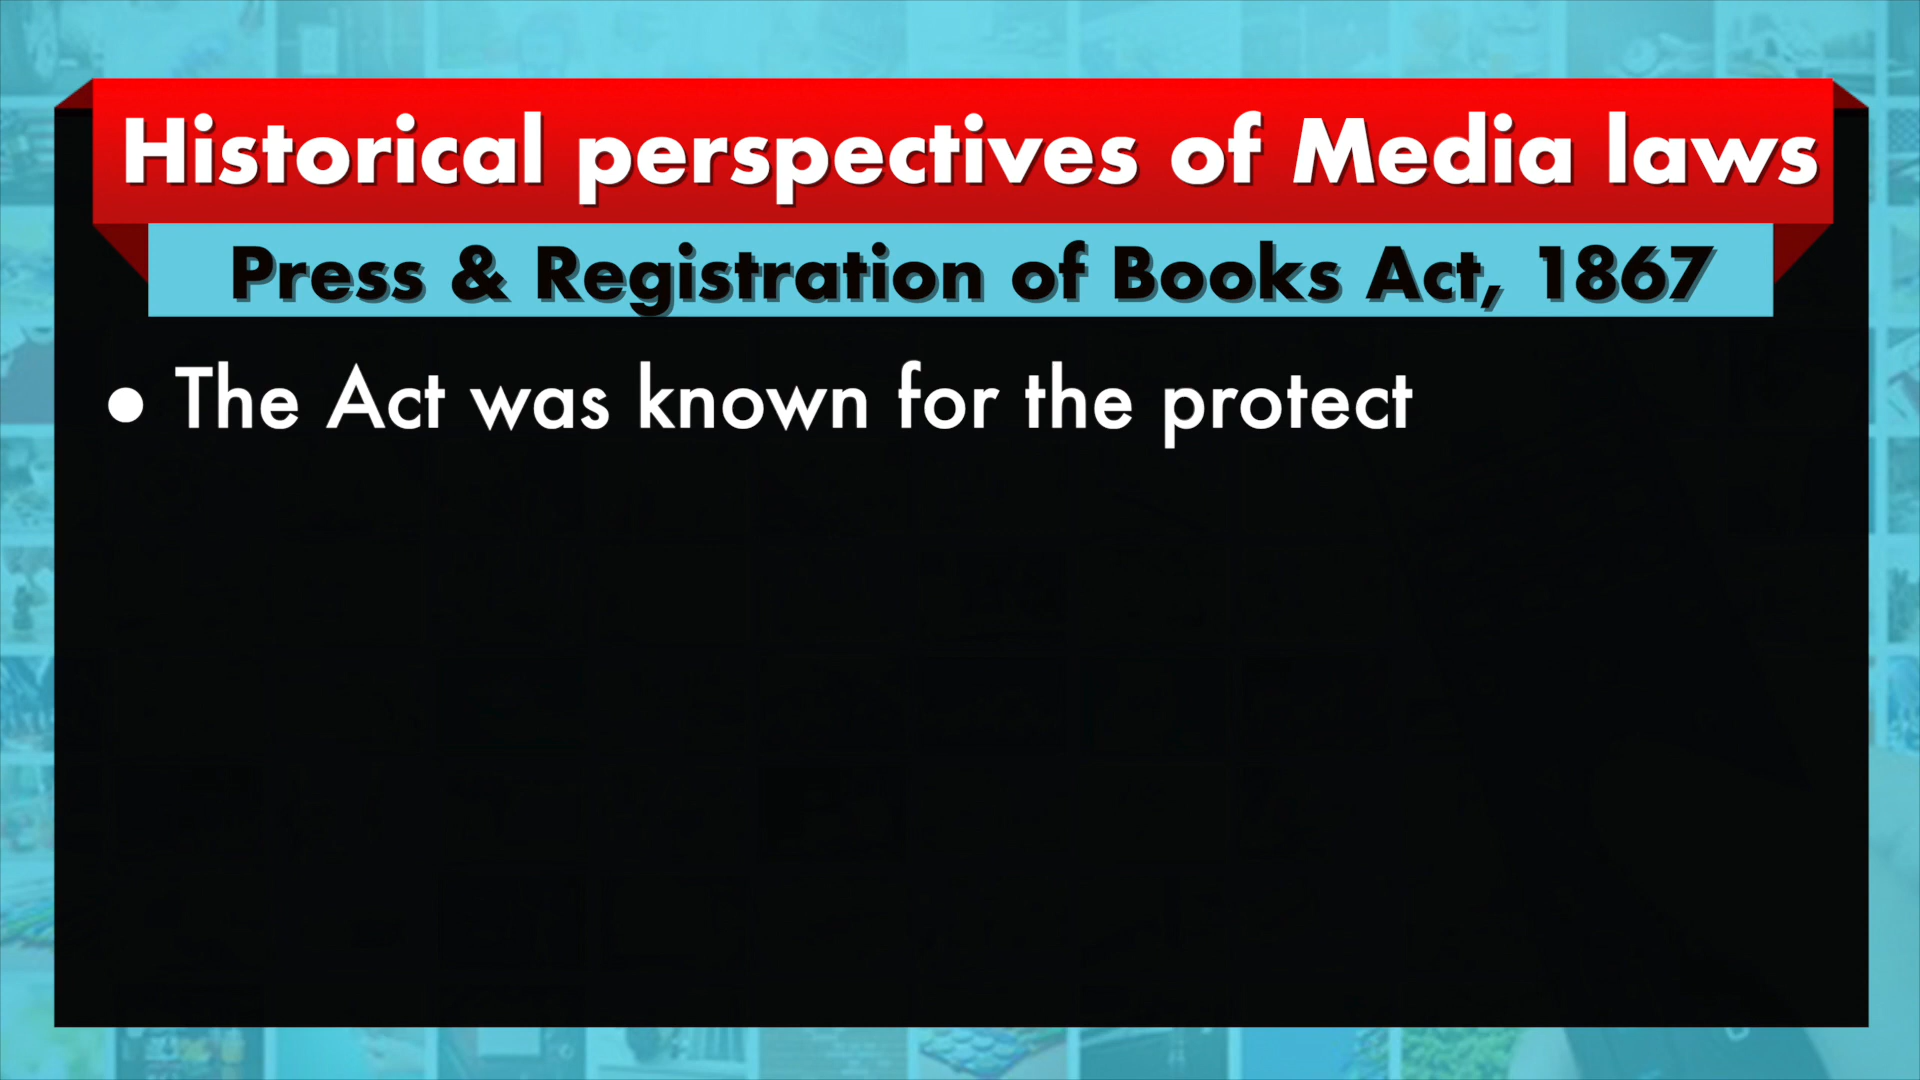 Historical perspectives of Media laws
Press & Registration of Books Act, 1867
● The Act was known for the protect